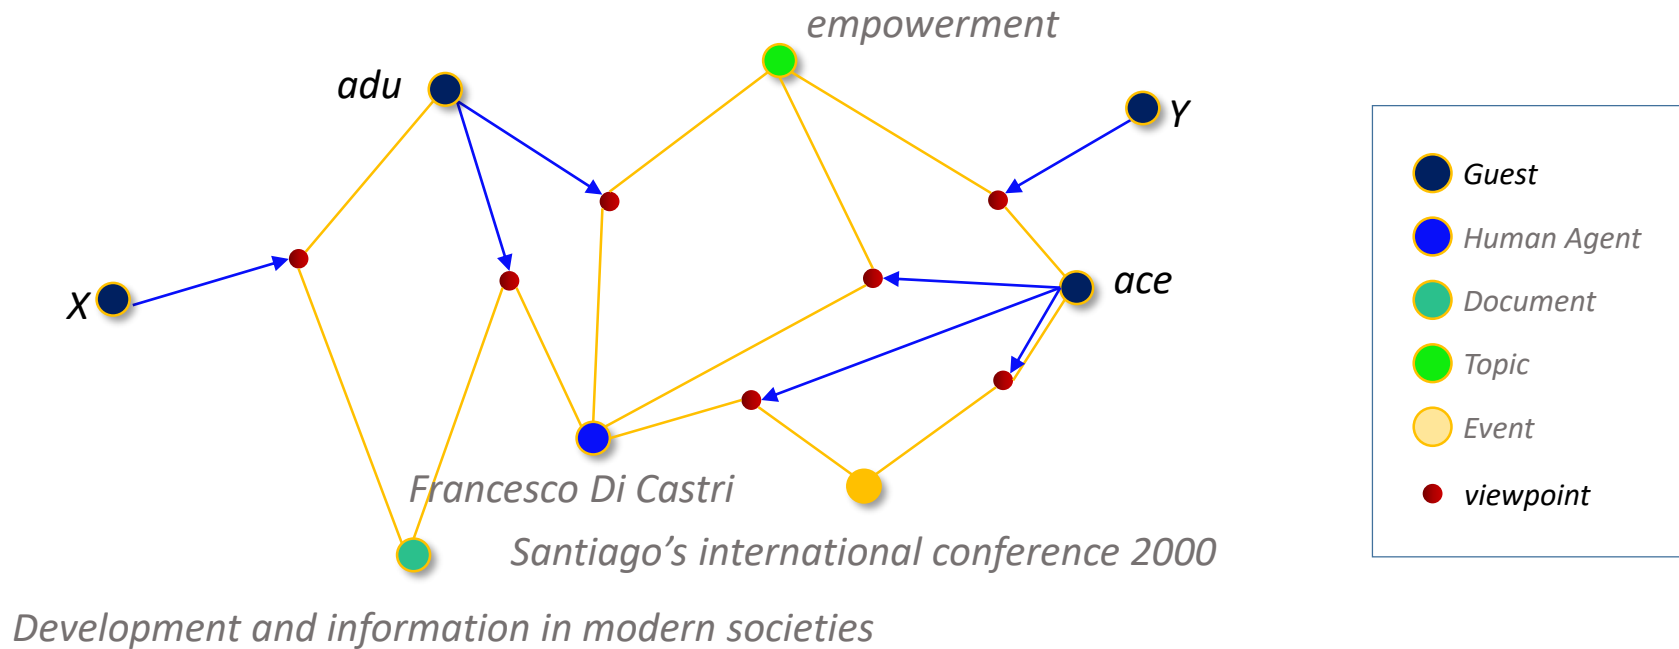 empowerment
adu
Y
X
ace
Francesco Di Castri
Santiago's international conference 2000
Development and information in modern societies
Guest
Human Agent
Document
Topic
Event
viewpoint